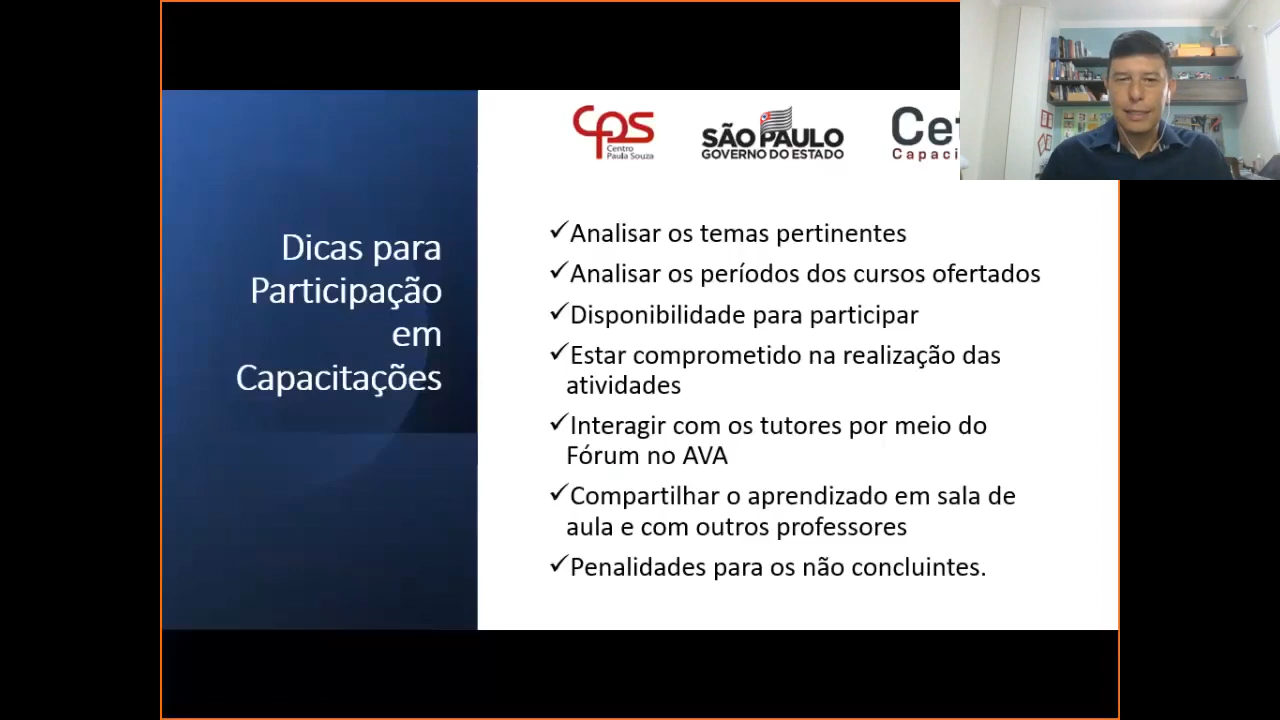 Dicas para
Participação
em
Capacitações
CPS
Centro
Paula Souza
SÃO PAULO
GOVERNO DO ESTADO
✓Analisar os temas pertinentes
✓Analisar os períodos dos cursos ofertados
✓Disponibilidade para participar
✓Estar comprometido na realização das
atividades
✓Interagir com os tutores por meio do
Fórum no AVA
✓Compartilhar o aprendizado em sala de
aula e com outros professores
✓Penalidades para os não concluintes.